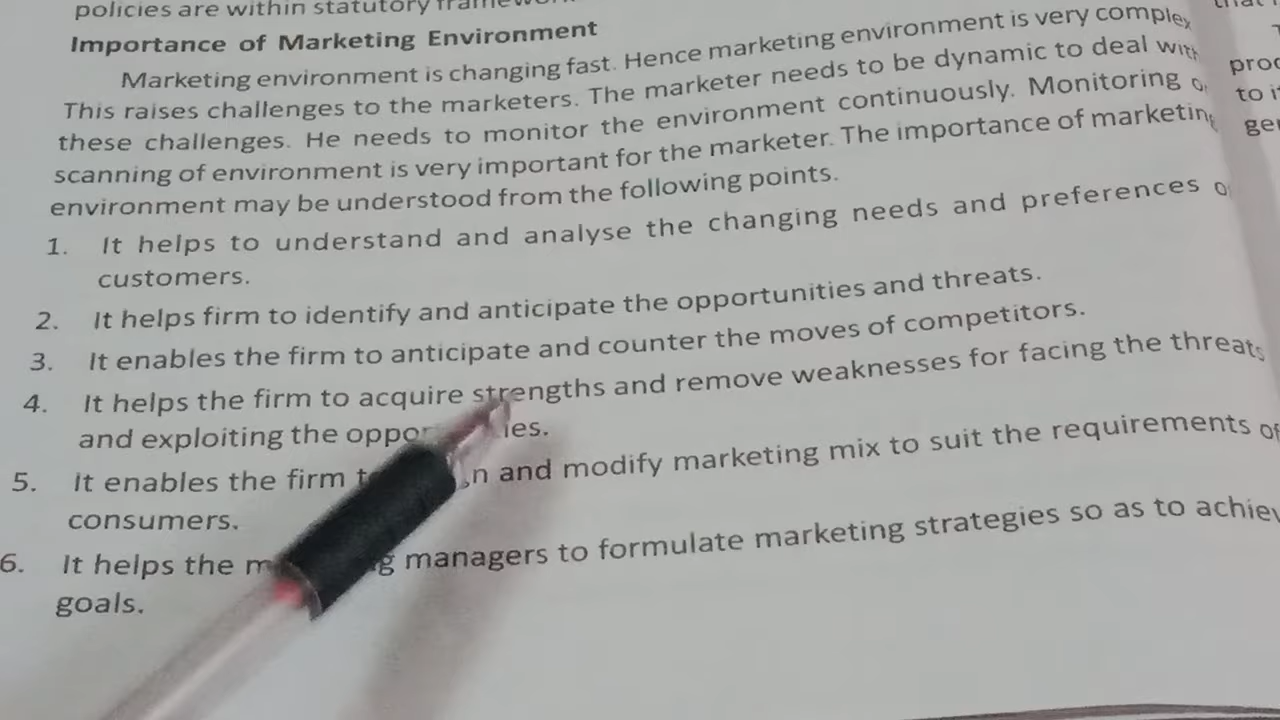 policies are within statutory
Importance of Marketing Environment
Marketing environment is changing fast. Hence marketing environment is very complex
This raises challenges to the marketers. The marketer needs to be dynamic to deal with
these challenges. He needs to monitor the environment continuously. Monitoring
scanning of environment is very important for the marketer. The importance of marketing
environment may be understood from the following points.
1. It helps to understand and analyse the changing needs and preferences
customers.
2. It helps firm to identify and anticipate the opportunities and threats.
3. It enables the firm to anticipate and counter the moves of competitors.
4. It helps the firm to acquire strengths and remove weaknesses for facing the threats
and exploiting the
5. It enables the firm and modify marketing mix to suit the requirements of
consumers.
6. It helps the managers to formulate marketing strategies so as to
goals.